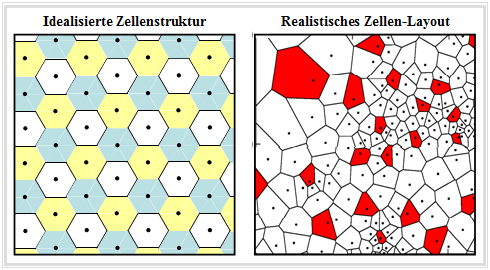 Idealisierte Zellenstruktur
Realistisches Zellen-Layout